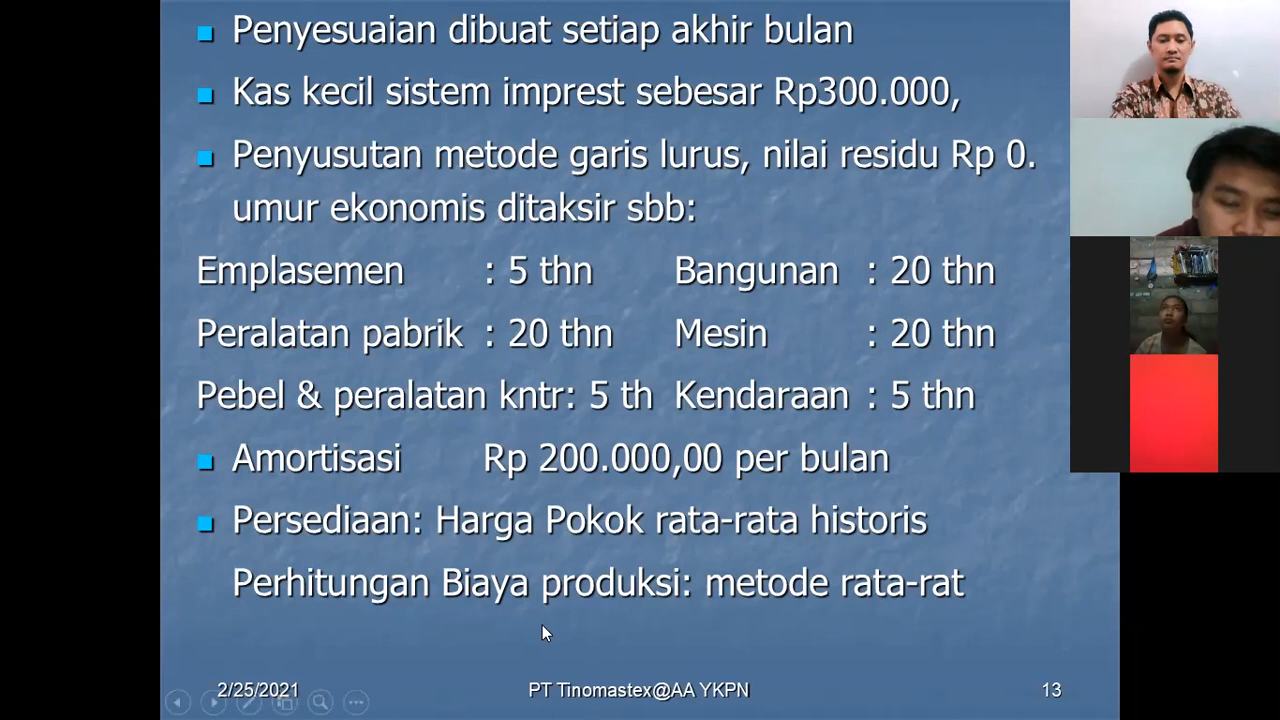 Penyesuaian dibuat setiap akhir bulan
Kas kecil sistem imprest sebesar Rp300.000,
Penyusutan metode garis lurus, nilai residu Rp 0.
umur ekonomis ditaksir sbb:
Emplasemen : 5 thn Bangunan : 20 thn
Peralatan pabrik : 20 thn Mesin : 20 thn
Pebel & peralatan kntr: 5 th Kendaraan : 5 thn
Amortisasi Rp 200.000,00 per bulan
Persediaan: Harga Pokok rata-rata historis
Perhitungan Biaya produksi: metode rata-rat
2/25/2021 PT Tinomastex@AA YKPN 13